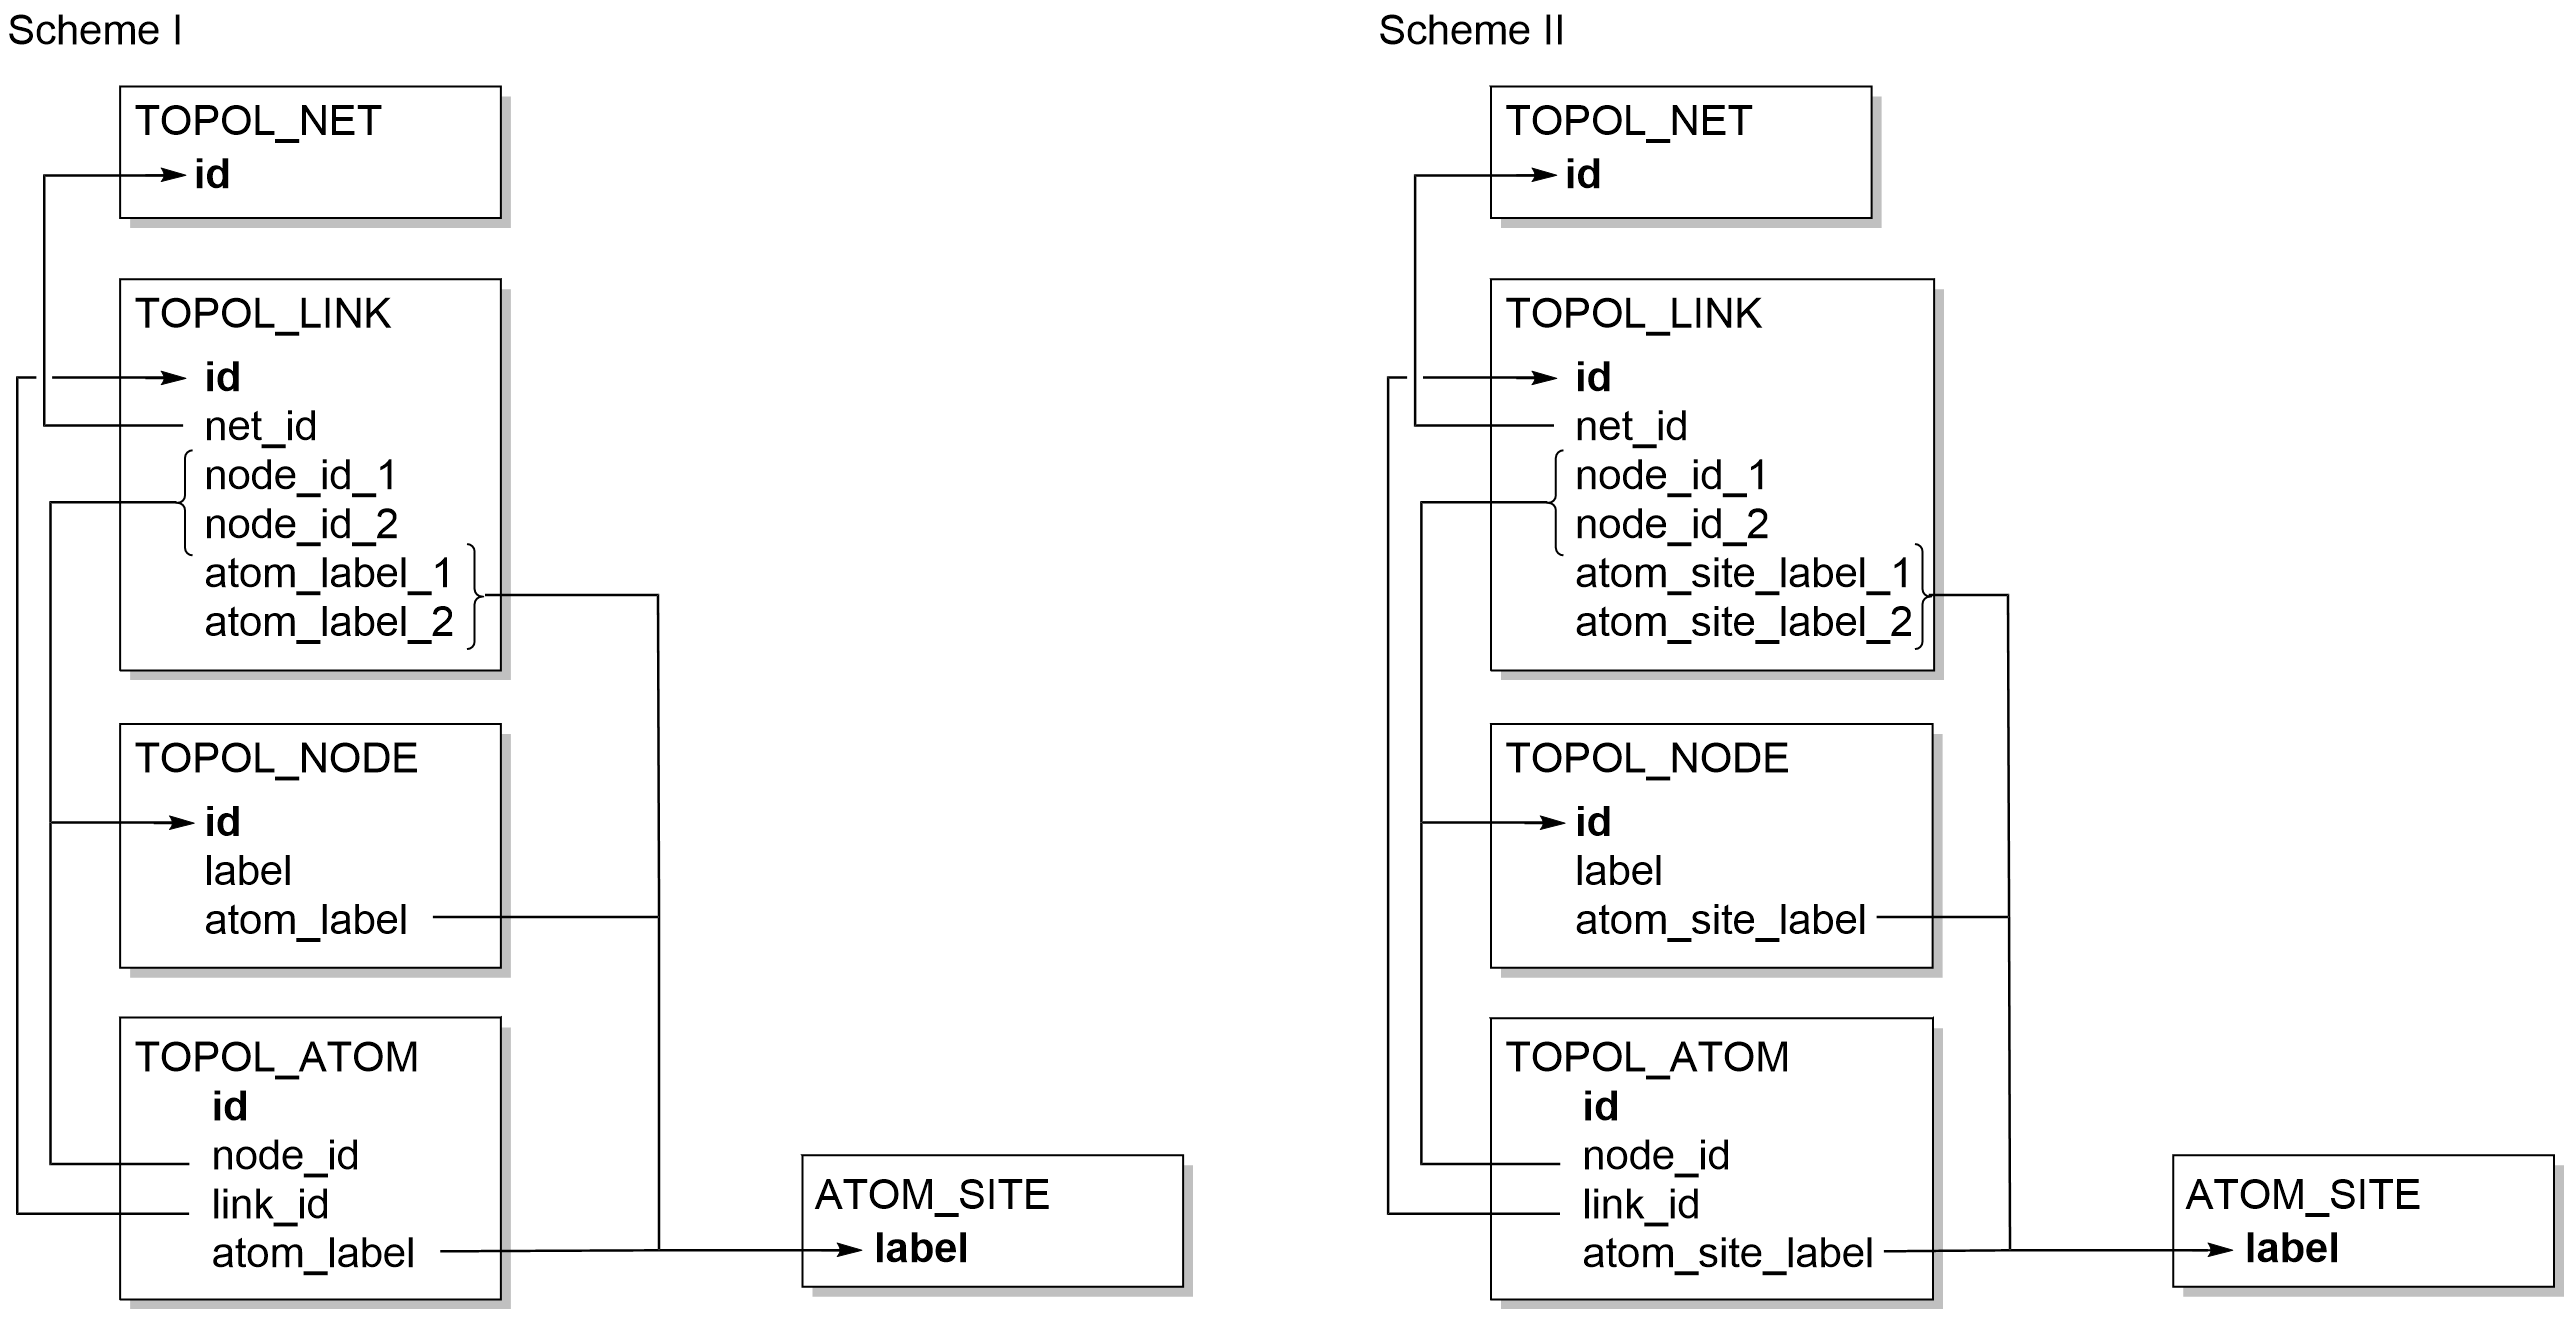 Scheme I
TOPOL_NET
id
TOPOL_LINK
id
net_id
node_id_1
node_id_2
atom_label_1
atom_label_2
TOPOL_NODE
id
label
atom_label
TOPOL_ATOM
id
node_id
link_id
atom_label
ATOM_SITE
label
Scheme II
TOPOL_NET
id
TOPOL_LINK
id
net_id
node_id_1
node_id_2
atom_site_label_1
atom_site_label_2
TOPOL_NODE
id
label
atom_site_label
TOPOL_ATOM
id
node_id
link_id
atom_site_label
ATOM_SITE
label